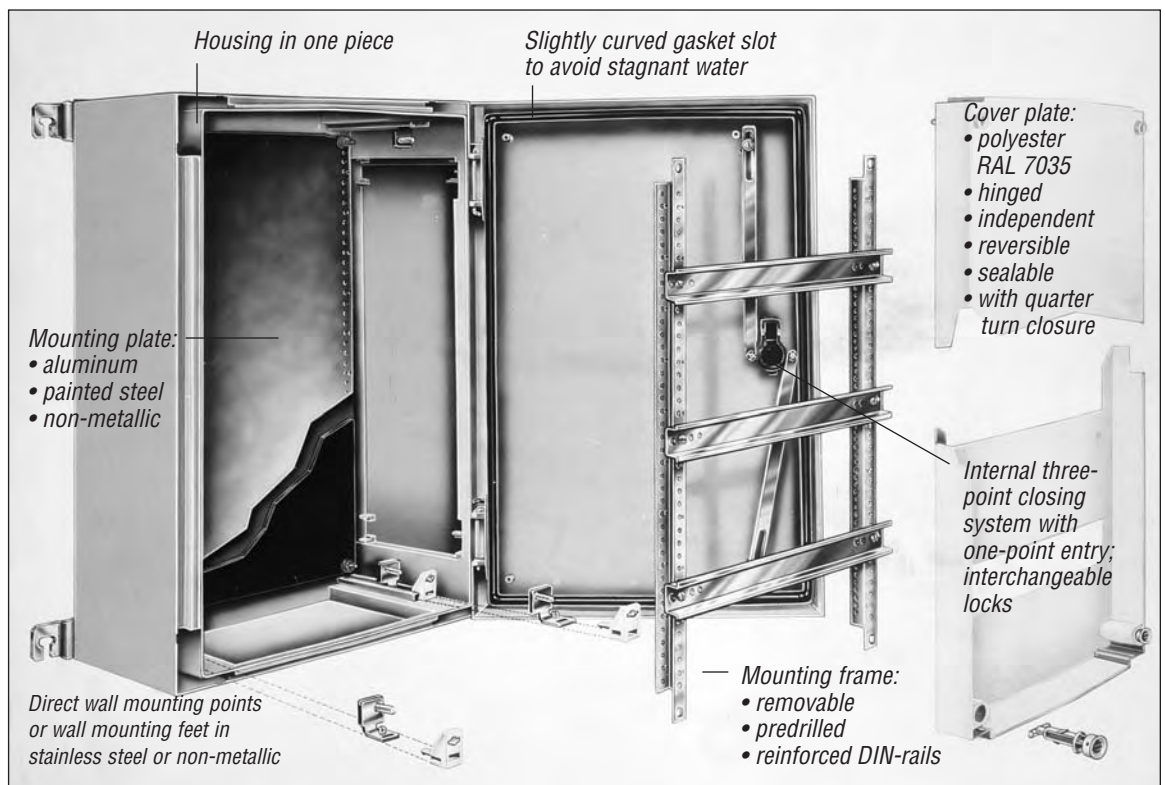 Housing in one piece
Slightly curved gasket slot
to avoid stagnant water
Cover plate:
• polyester
RAL 7035
• hinged
• independent
• reversible
• sealable
• with quarter
turn closure
Mounting plate:
• aluminum
• painted steel
• non-metallic
Internal three-
point closing
system with
one-point entry;
interchangeable
locks
Mounting frame:
• removable
• predrilled
• reinforced DIN-rails
Direct wall mounting points
or wall mounting feet in
stainless steel or non-metallic